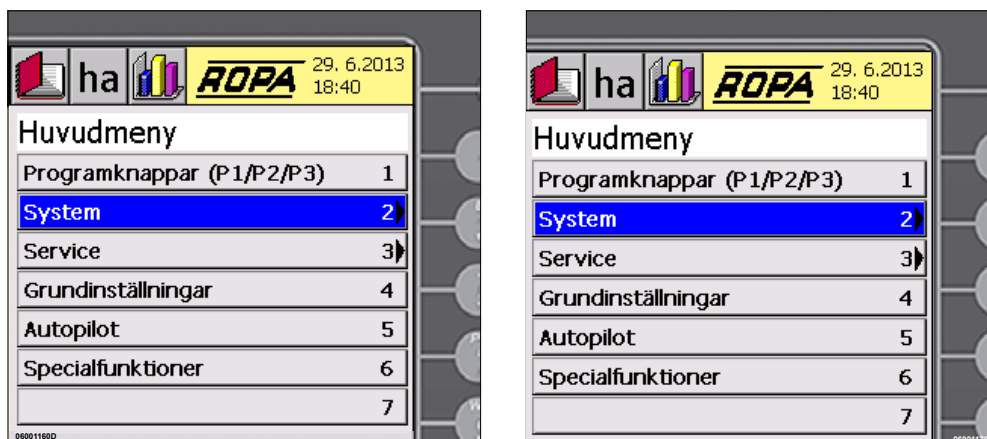 ha ROPA 29. 6.2013
18:40
Huvudmeny
Programknappar (P1/P2/P3) 1
System 2
Service 3
Grundinställningar 4
Autopilot 5
Specialfunktioner 6
7
06001160D
ha ROPA 29. 6.2013
18:40
Huvudmeny
Programknappar (P1/P2/P3) 1
System 2
Service 3
Grundinställningar 4
Autopilot 5
Specialfunktioner 6
7